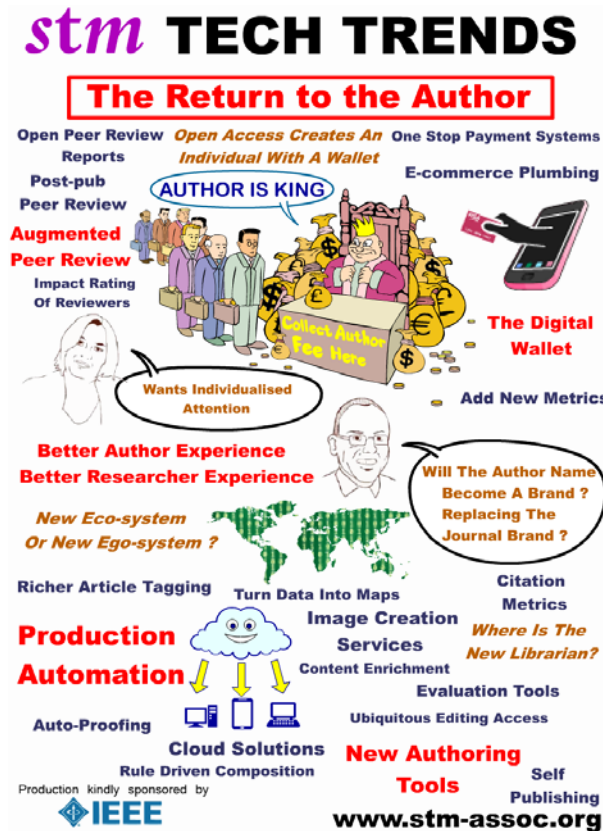 stm TECH TRENDS
The Return to the Author
Open Peer Review
Reports
Open Access Creates An
Individual With A Wallet
One Stop Payment Systems
Post-pub
Peer Review
AUTHOR IS KING
E-commerce Plumbing
Augmented
Peer Review
Impact Rating
Of Reviewers
VISA
$
$
£
€
€
$
Collect Author
Fee Here
The Digital
Wallet
Wants Individualised
Attention
Add New Metrics
Better Author Experience
Better Researcher Experience
Will The Author Name
Become A Brand ?
Replacing The
Journal Brand ?
New Eco-system
Or New Ego-system ?
Richer Article Tagging
Turn Data Into Maps
Citation
Metrics
Image Creation
Services
Where Is The
New Librarian?
Production
Automation
Content Enrichment
Evaluation Tools
Auto-Proofing
Ubiquitous Editing Access
Cloud Solutions
Rule Driven Composition
New Authoring
Tools
Self
Publishing
Production kindly sponsored by
IEEE
www.stm-assoc.org